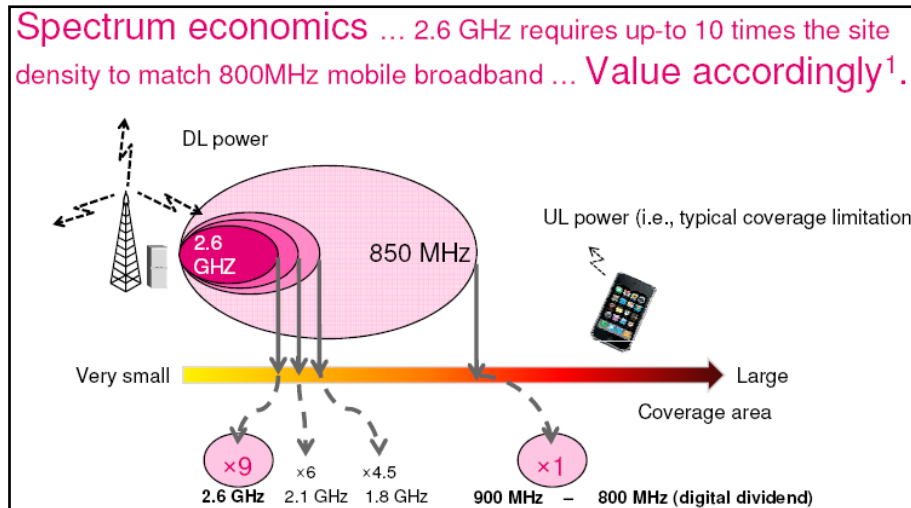 Spectrum economics ... 2.6 GHz requires up-to 10 times the site
density to match 800MHz mobile broadband ... Value accordingly¹.
DL power
UL power (i.e., typical coverage limitation
2.6
GHZ
850 MHz
Very small
Large
Coverage area
×9
×6
×4.5
×1
2.6 GHz
2.1 GHz
1.8 GHz
900 MHz – 800 MHz (digital dividend)